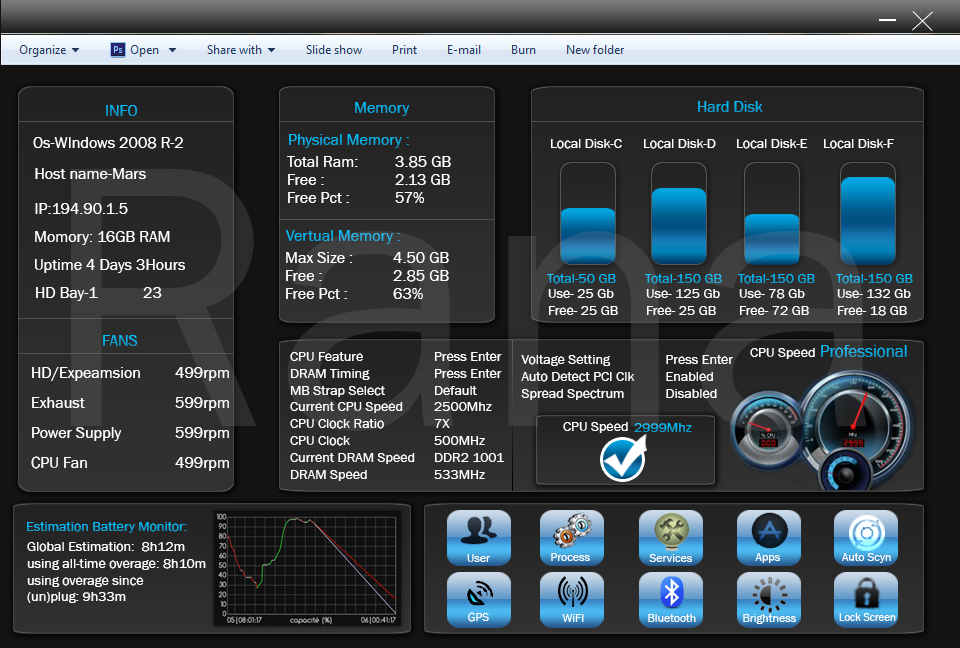 Organize Ps Open Share with Slide show Print E-mail Burn New folder
INFO
Os-WIndows 2008 R-2
Host name-Mars
IP:194.90.1.5
Momory: 16GB RAM
Uptime 4 Days 3Hours
HD Bay-1 23
FANS
HD/Expeamsion 499rpm
Exhaust 599rpm
Power Supply 599rpm
CPU Fan 499rpm
Memory
Physical Memory :
Total Ram: 3.85 GB
Free : 2.13 GB
Free Pct : 57%
Vertual Memory :
Max Size : 4.50 GB
Free : 2.85 GB
Free Pct : 63%
Hard Disk
Local Disk-C Local Disk-D Local Disk-E Local Disk-F
Total-50 GB Total-150 GB Total-150 GB Total-150 GB
Use- 25 Gb Use- 125 Gb Use- 78 Gb Use- 132 Gb
Free- 25 GB Free- 25 GB Free- 72 GB Free- 18 GB
Rana
CPU Feature Press Enter
DRAM Timing Press Enter
MB Strap Select Default
Current CPU Speed 2500Mhz
CPU Clock Ratio 7X
CPU Clock 500MHz
Current DRAM Speed DDR2 1001
DRAM Speed 533MHz
Voltage Setting Press Enter
Auto Detect PCI Clk Enabled
Spread Spectrum Disabled
CPU Speed 2999Mhz
CPU Speed Professional
% CPU
000
MHz
2999
Estimation Battery Monitor:
Global Estimation: 8h12m
using all-time overage: 8h10m
using overage since
(un)plug: 9h33m
100
90
80
70
60
50
40
30
20
10
0
05|08:01:17 capacité (%) 06|00:41:17
User Process Services Apps Auto Scyn
GPS WiFI Bluetooth Brightness Lock Screen